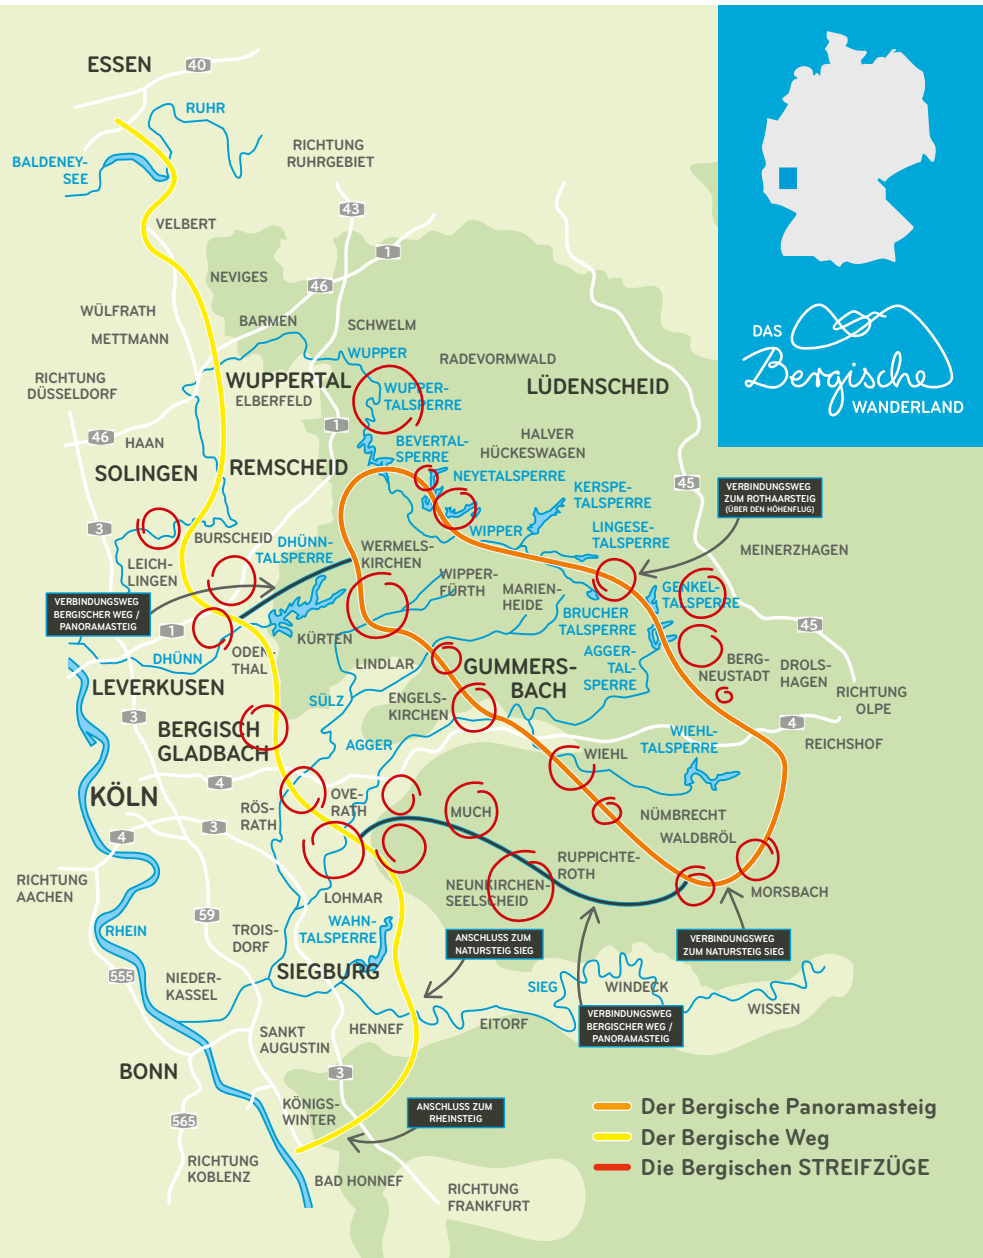 ESSEN
40
RUHR
BALDENEY-
SEE
RICHTUNG
RUHRGEBIET
43
VELBERT
1
NEVIGES
46
WÜLFRATH
BARMEN
SCHWELM
METTMANN
WUPPER
RADEVORMWALD
RICHTUNG
DÜSSELDORF
WUPPERTAL
ELBERFELD
WUPPER-
TALSPERRE
LÜDENSCHEID
DAS
Bergische
WANDERLAND
46
HAAN
1
BEVERTAL-
SPERRE
HALVER
HÜCKESWAGEN
SOLINGEN
REMSCHEID
NEYETALSPERRE
KERSPE-
TALSPERRE
45
VERBINDUNGSWEG
ZUM ROTHAARSTEIG
(ÜBER DEN HÖHENFLUG)
3
BURSCHEID
DHÜNN-
TALSPERRE
WIPPER
LINGESE-
TALSPERRE
MEINERZHAGEN
LEICH-
LINGEN
WERMELS-
KIRCHEN
WIPPER-
FÜRTH
MARIEN-
HEIDE
GENKEL-
TALSPERRE
VERBINDUNGSWEG
BERGISCHER WEG /
PANORAMASTEIG
BRUCHER
TALSPERRE
45
1
KÜRTEN
DHÜNN
ODEN-
THAL
LINDLAR
GUMMERS-
BACH
AGGER-
TAL-
SPERRE
BERG-
NEUSTADT
DROLS-
HAGEN
LEVERKUSEN
SÜLZ
ENGELS-
KIRCHEN
RICHTUNG
OLPE
3
BERGISCH
GLADBACH
AGGER
WIEHL-
TALSPERRE
4
REICHSHOF
WIEHL
KÖLN
4
RÖS-
RATH
OVE-
RATH
MUCH
NÜMBRECHT
3
4
WALDBRÖL
RUPPICHTE-
ROTH
RICHTUNG
AACHEN
LOHMAR
NEUNKIRCHEN-
SEELSCHEID
MORSBACH
59
RHEIN
TROIS-
DORF
WAHN-
TALSPERRE
ANSCHLUSS ZUM
NATURSTEIG SIEG
VERBINDUNGSWEG
ZUM NATURSTEIG SIEG
555
NIEDER-
KASSEL
SIEGBURG
SIEG
WINDECK
WISSEN
SANKT
AUGUSTIN
HENNEF
EITORF
VERBINDUNGSWEG
BERGISCHER WEG /
PANORAMASTEIG
BONN
3
565
KÖNIGS-
WINTER
ANSCHLUSS ZUM
RHEINSTEIG
Der Bergische Panoramasteig
Der Bergische Weg
Die Bergischen STREIFZÜGE
RICHTUNG
KOBLENZ
BAD HONNEF
RICHTUNG
FRANKFURT